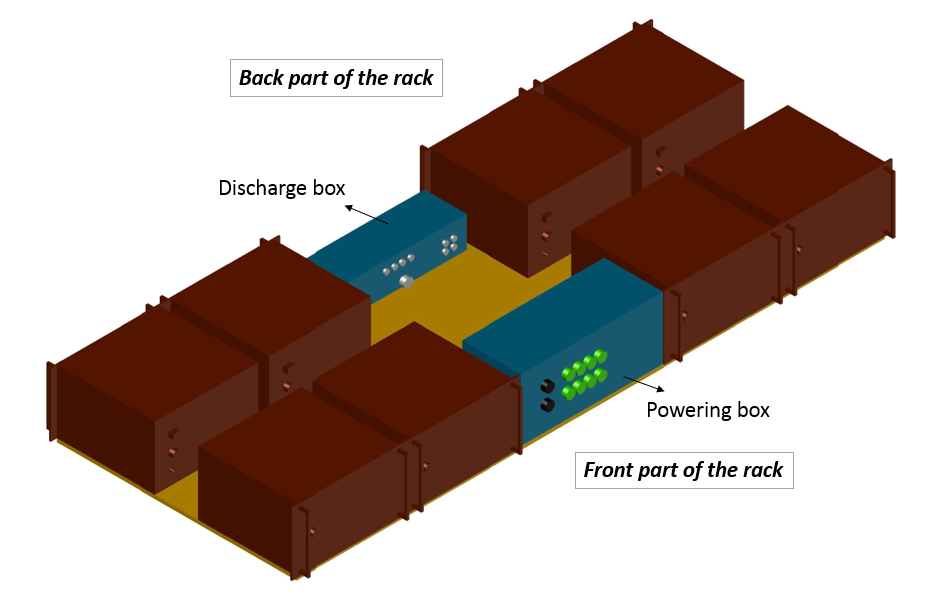 Back part of the rack
Discharge box
Powering box
Front part of the rack